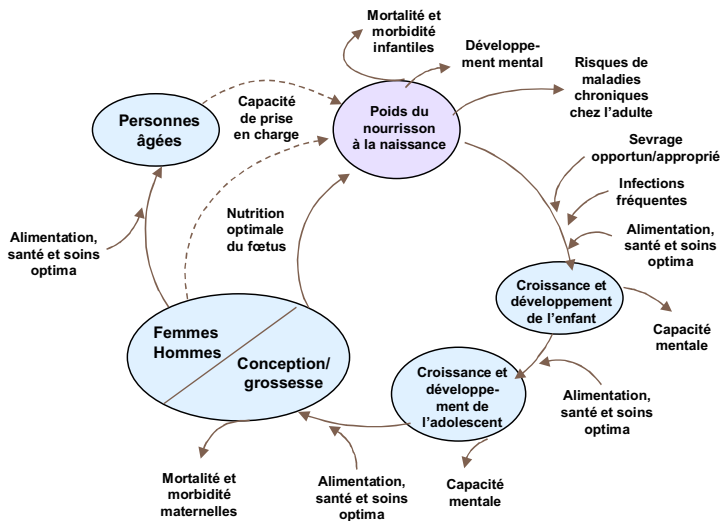 Mortalité et
morbidité
infantiles
Développe-
ment mental
Risques de
maladies
chroniques
chez l'adulte
Personnes
âgées
Capacité
de prise
en charge
Poids du
nourrisson
à la naissance
Sevrage
opportun/approprié
Infections
fréquentes
Alimentation,
santé et soins
optima
Nutrition
optimale
du fœtus
Alimentation,
santé et soins
optima
Croissance et
développement
de l'enfant
Capacité
mentale
Femmes
Hommes
Conception/
grossesse
Croissance et
développe-
ment de
l'adolescent
Alimentation,
santé et soins
optima
Mortalité et
morbidité
maternelles
Alimentation,
santé et soins
optima
Capacité
mentale